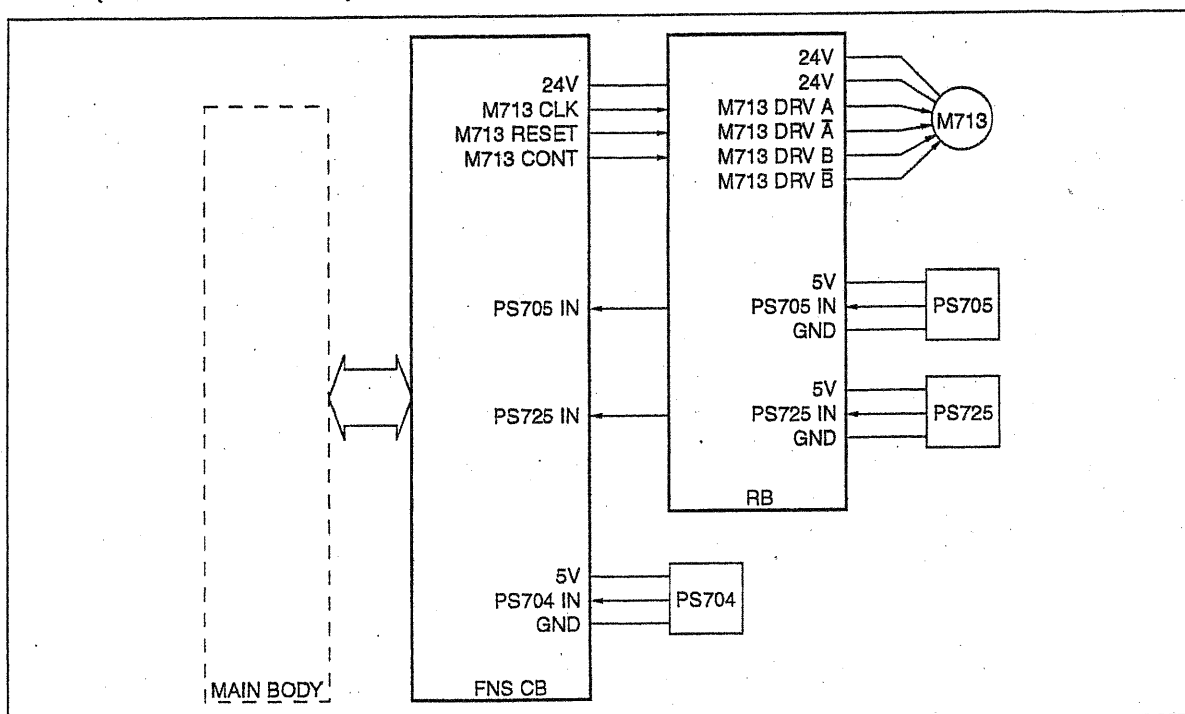 24V
M713 CLK
M713 RESET
M713 CONT
PS705 IN
PS725 IN
5V
PS704 IN
GND
FNS CB
MAIN BODY
24V
24V
M713 DRV A
M713 DRV A̅
M713 DRV B
M713 DRV B̅
5V
PS705 IN
GND
5V
PS725 IN
GND
RB
M713
PS705
PS725
PS704